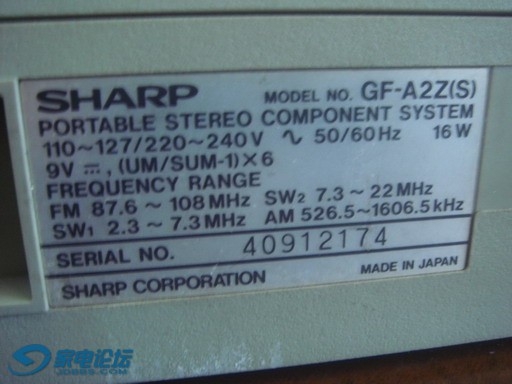 SHARP MODEL NO. GF-A2Z(S)
PORTABLE STEREO COMPONENT SYSTEM
110~127/220~240V ∿ 50/60Hz 16W
9V ⎓, (UM/SUM-1)×6
FREQUENCY RANGE
FM 87.6 ~ 108 MHz SW2 7.3 ~ 22 MHz
SW1 2.3 ~ 7.3 MHz AM 526.5~1606.5 kHz
SERIAL NO. 40912174
SHARP CORPORATION MADE IN JAPAN
家电论坛
JDBBS.COM